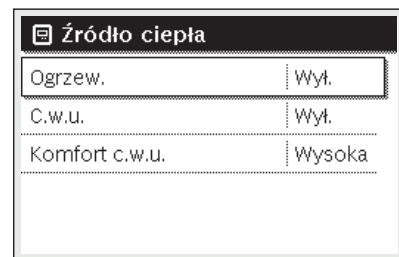 Źródło ciepła
Ogrzew. Wył.
C.w.u. Wył.
Komfort c.w.u. Wysoka